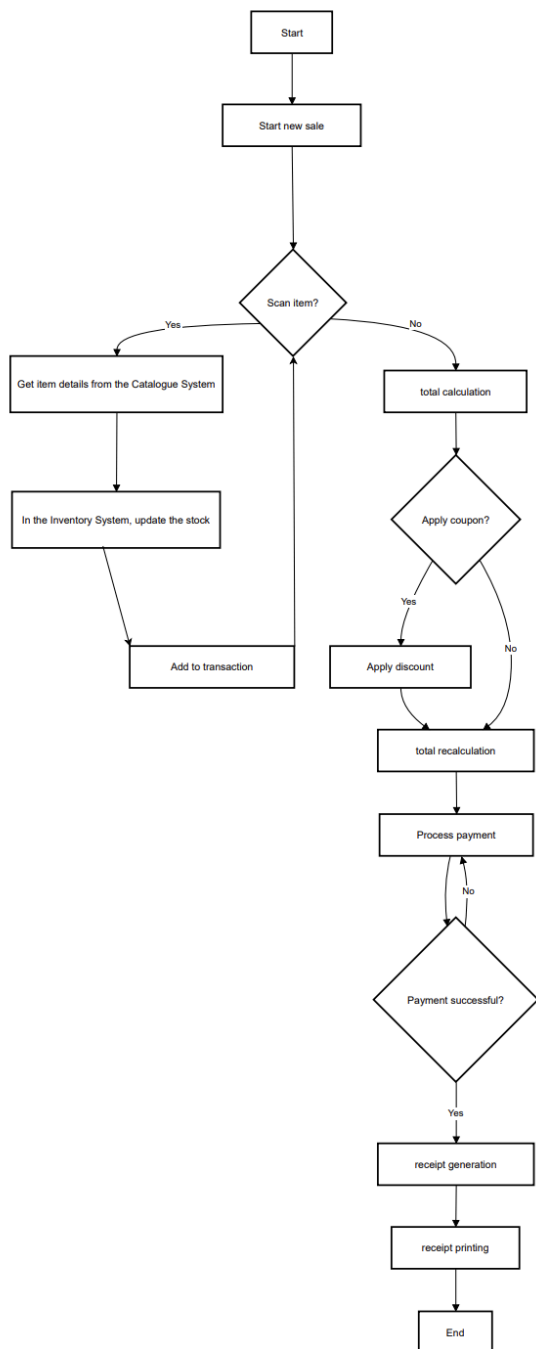 Start
Start new sale
Scan item?
Yes
No
Get item details from the Catalogue System
total calculation
In the Inventory System, update the stock
Apply coupon?
Yes
No
Add to transaction
Apply discount
total recalculation
Process payment
No
Payment successful?
Yes
receipt generation
receipt printing
End